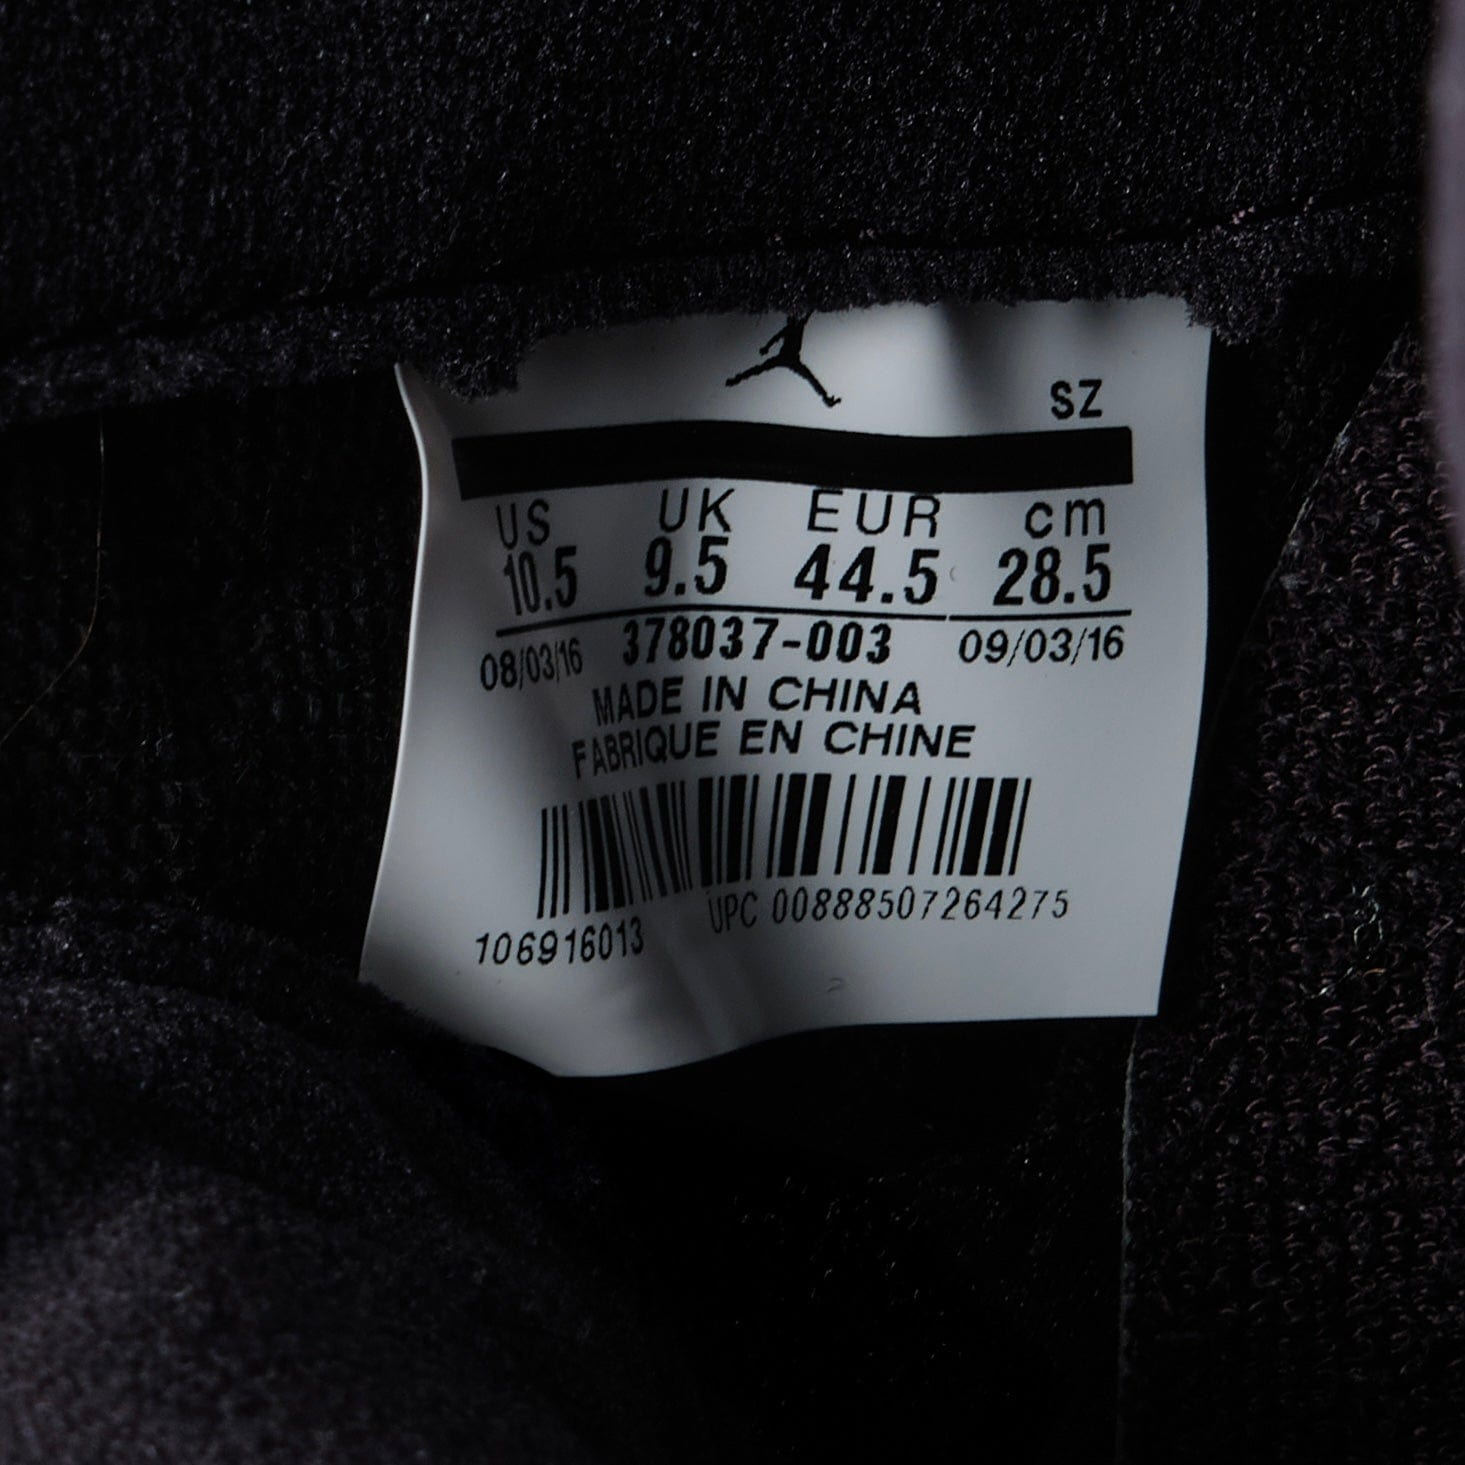 SZ
US UK EUR cm
10.5 9.5 44.5 28.5
08/03/16 378037-003 09/03/16
MADE IN CHINA
FABRIQUE EN CHINE
106916013 UPC 00888507264275